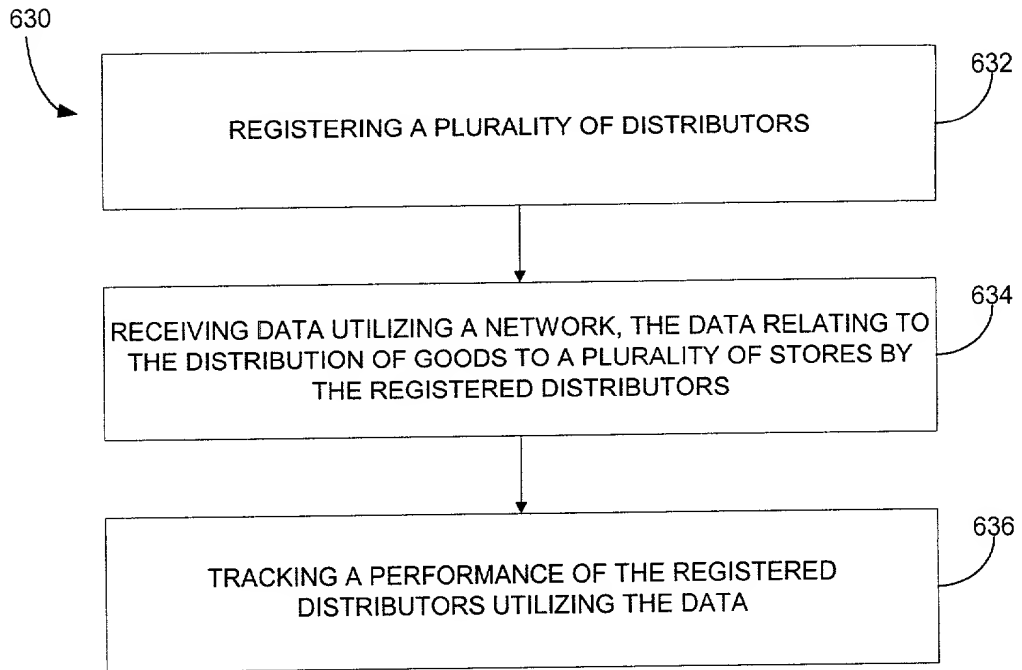 630
632
REGISTERING A PLURALITY OF DISTRIBUTORS
634
RECEIVING DATA UTILIZING A NETWORK, THE DATA RELATING TO
THE DISTRIBUTION OF GOODS TO A PLURALITY OF STORES BY
THE REGISTERED DISTRIBUTORS
636
TRACKING A PERFORMANCE OF THE REGISTERED
DISTRIBUTORS UTILIZING THE DATA